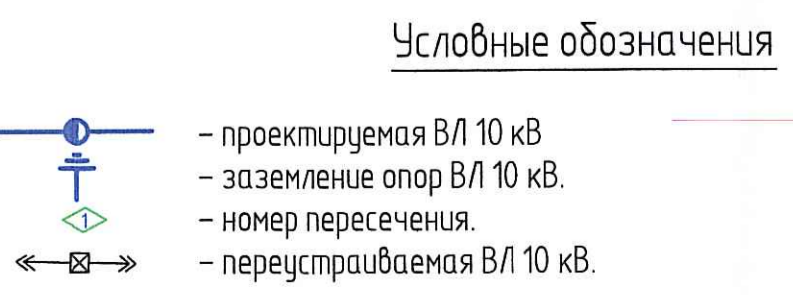 Условные обозначения
– проектируемая ВЛ 10 кВ
– заземление опор ВЛ 10 кВ.
1 – номер пересечения.
– переустраиваемая ВЛ 10 кВ.